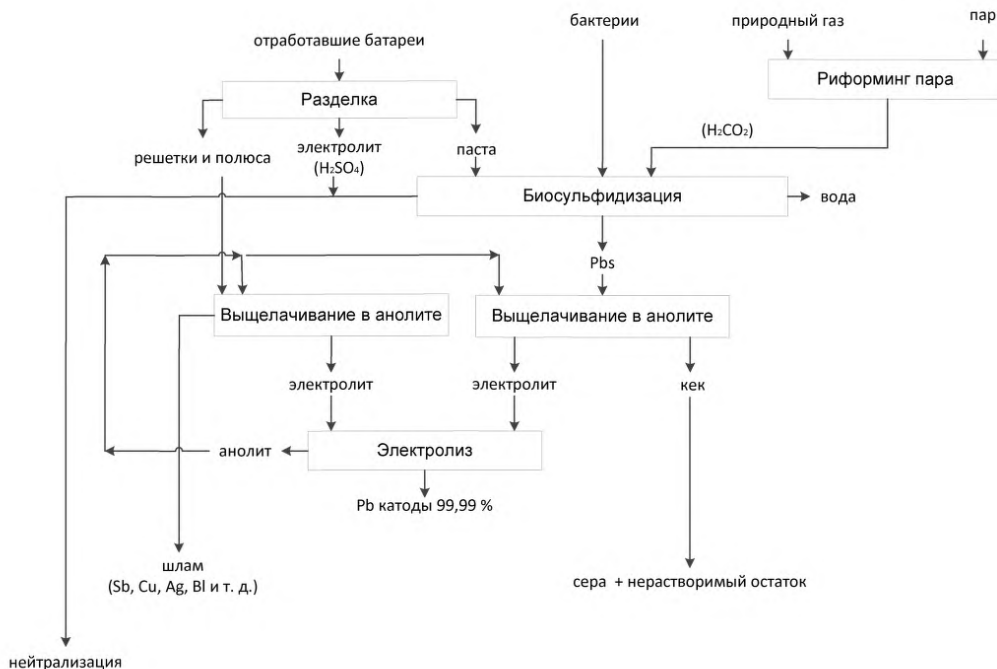 бактерии
природный газ
пар
отработавшие батареи
Риформинг пара
Разделка
(H₂CO₂)
решетки и полюса
электролит
(H₂SO₄)
паста
Биосульфидизация
вода
Pbs
Выщелачивание в анолите
Выщелачивание в анолите
электролит
электролит
кек
анолит
Электролиз
Pb катоды 99,99 %
шлам
(Sb, Cu, Ag, Bl и т. д.)
сера + нерастворимый остаток
нейтрализация